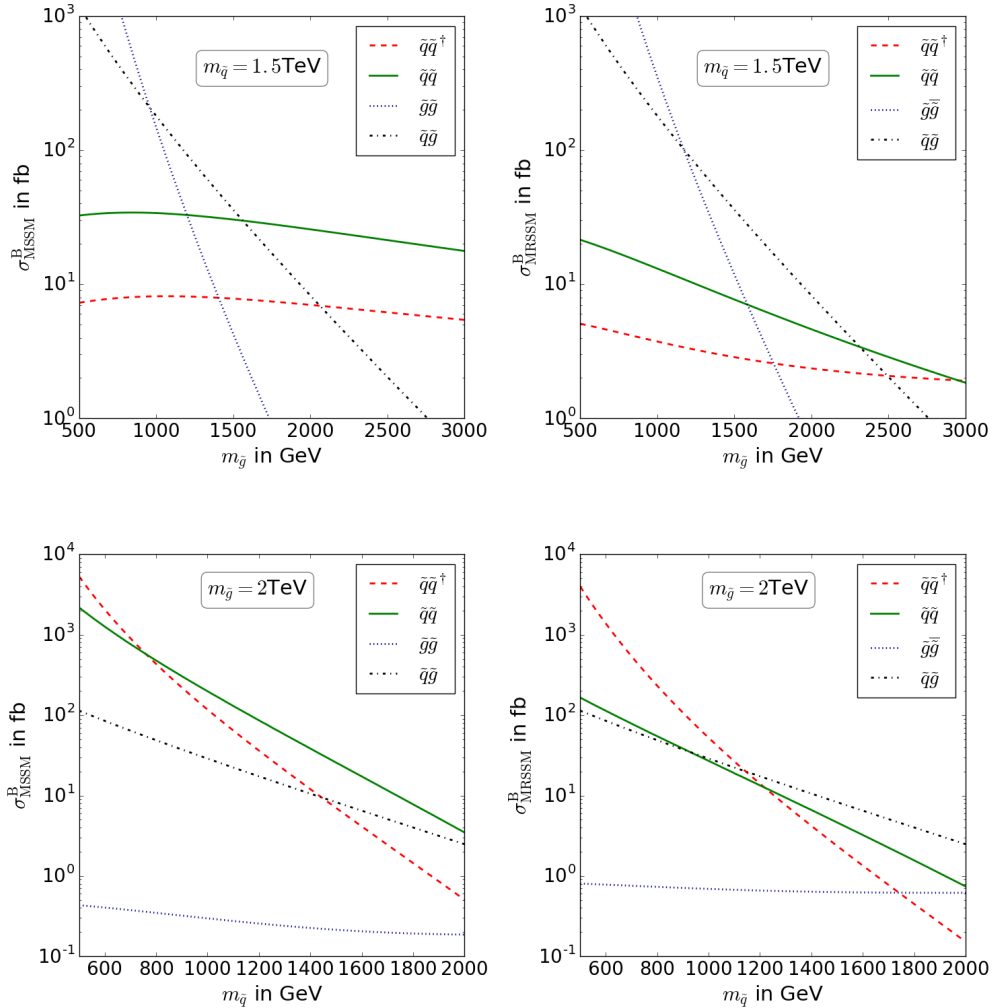 10³
10²
10¹
10⁰
σ^B_MSSM in fb
m_q̃ = 1.5TeV
q̃q̃†
q̃q̃
g̃g̃
q̃g̃
500 1000 1500 2000 2500 3000
m_g̃ in GeV
10³
10²
10¹
10⁰
σ^B_MRSSM in fb
m_q̃ = 1.5TeV
q̃q̃†
q̃q̃
g̃g̃̅
q̃g̃
500 1000 1500 2000 2500 3000
m_g̃ in GeV
10⁴
10³
10²
10¹
10⁰
10⁻¹
σ^B_MSSM in fb
m_g̃ = 2TeV
q̃q̃†
q̃q̃
g̃g̃
q̃g̃
600 800 1000 1200 1400 1600 1800 2000
m_q̃ in GeV
10⁴
10³
10²
10¹
10⁰
10⁻¹
σ^B_MRSSM in fb
m_g̃ = 2TeV
q̃q̃†
q̃q̃
g̃g̃̅
q̃g̃
600 800 1000 1200 1400 1600 1800 2000
m_q̃ in GeV